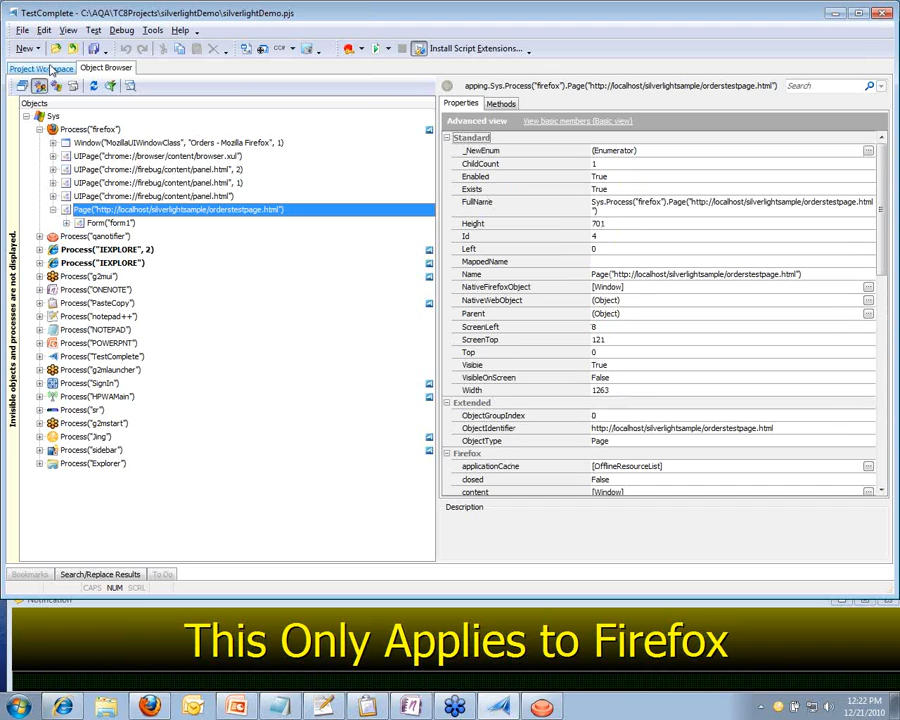 TestComplete - C:\AQA\TC8Projects\silverlightDemo\silverlightDemo.pjs
File Edit View Test Debug Tools Help
New Install Script Extensions...
Project Workspace Object Browser
Objects
Sys
Process("firefox")
Window("MozillaUIWindowClass", "Orders - Mozilla Firefox", 1)
UIPage("chrome://browser/content/browser.xul")
UIPage("chrome://firebug/content/panel.html", 2)
UIPage("chrome://firebug/content/panel.html", 1)
UIPage("chrome://firebug/content/panel.html")
Page("http://localhost/silverlightsample/orderstestpage.html")
Form("form1")
Process("qanotifier")
Process("IEXPLORE", 2)
Process("IEXPLORE")
Process("g2mui")
Process("ONENOTE")
Process("PasteCopy")
Process("notepad++")
Process("NOTEPAD")
Process("POWERPNT")
Process("TestComplete")
Process("g2mlauncher")
Process("SignIn")
Process("HPWAMain")
Process("sr")
Process("g2mstart")
Process("Jing")
Process("sidebar")
Process("Explorer")
Invisible objects and processes are not displayed.
apping.Sys.Process("firefox").Page("http://localhost/silverlightsample/orderstestpage.html") Search
Properties Methods
Advanced view View basic members (Basic view)
Standard
_NewEnum (Enumerator)
ChildCount 1
Enabled True
Exists True
FullName Sys.Process("firefox").Page("http://localhost/silverlightsample/orderstestpage.html
")
Height 701
Id 4
Left 0
MappedName
Name Page("http://localhost/silverlightsample/orderstestpage.html")
NativeFirefoxObject [Window]
NativeWebObject (Object)
Parent (Object)
ScreenLeft 8
ScreenTop 121
Top 0
Visible True
VisibleOnScreen False
Width 1263
Extended
ObjectGroupIndex 0
ObjectIdentifier http://localhost/silverlightsample/orderstestpage.html
ObjectType Page
Firefox
applicationCache [OfflineResourceList]
closed False
content [Window]
Description
Bookmarks Search/Replace Results To Do
CAPS NUM SCRL
Notification
This Only Applies to Firefox
12:22 PM
12/21/2010